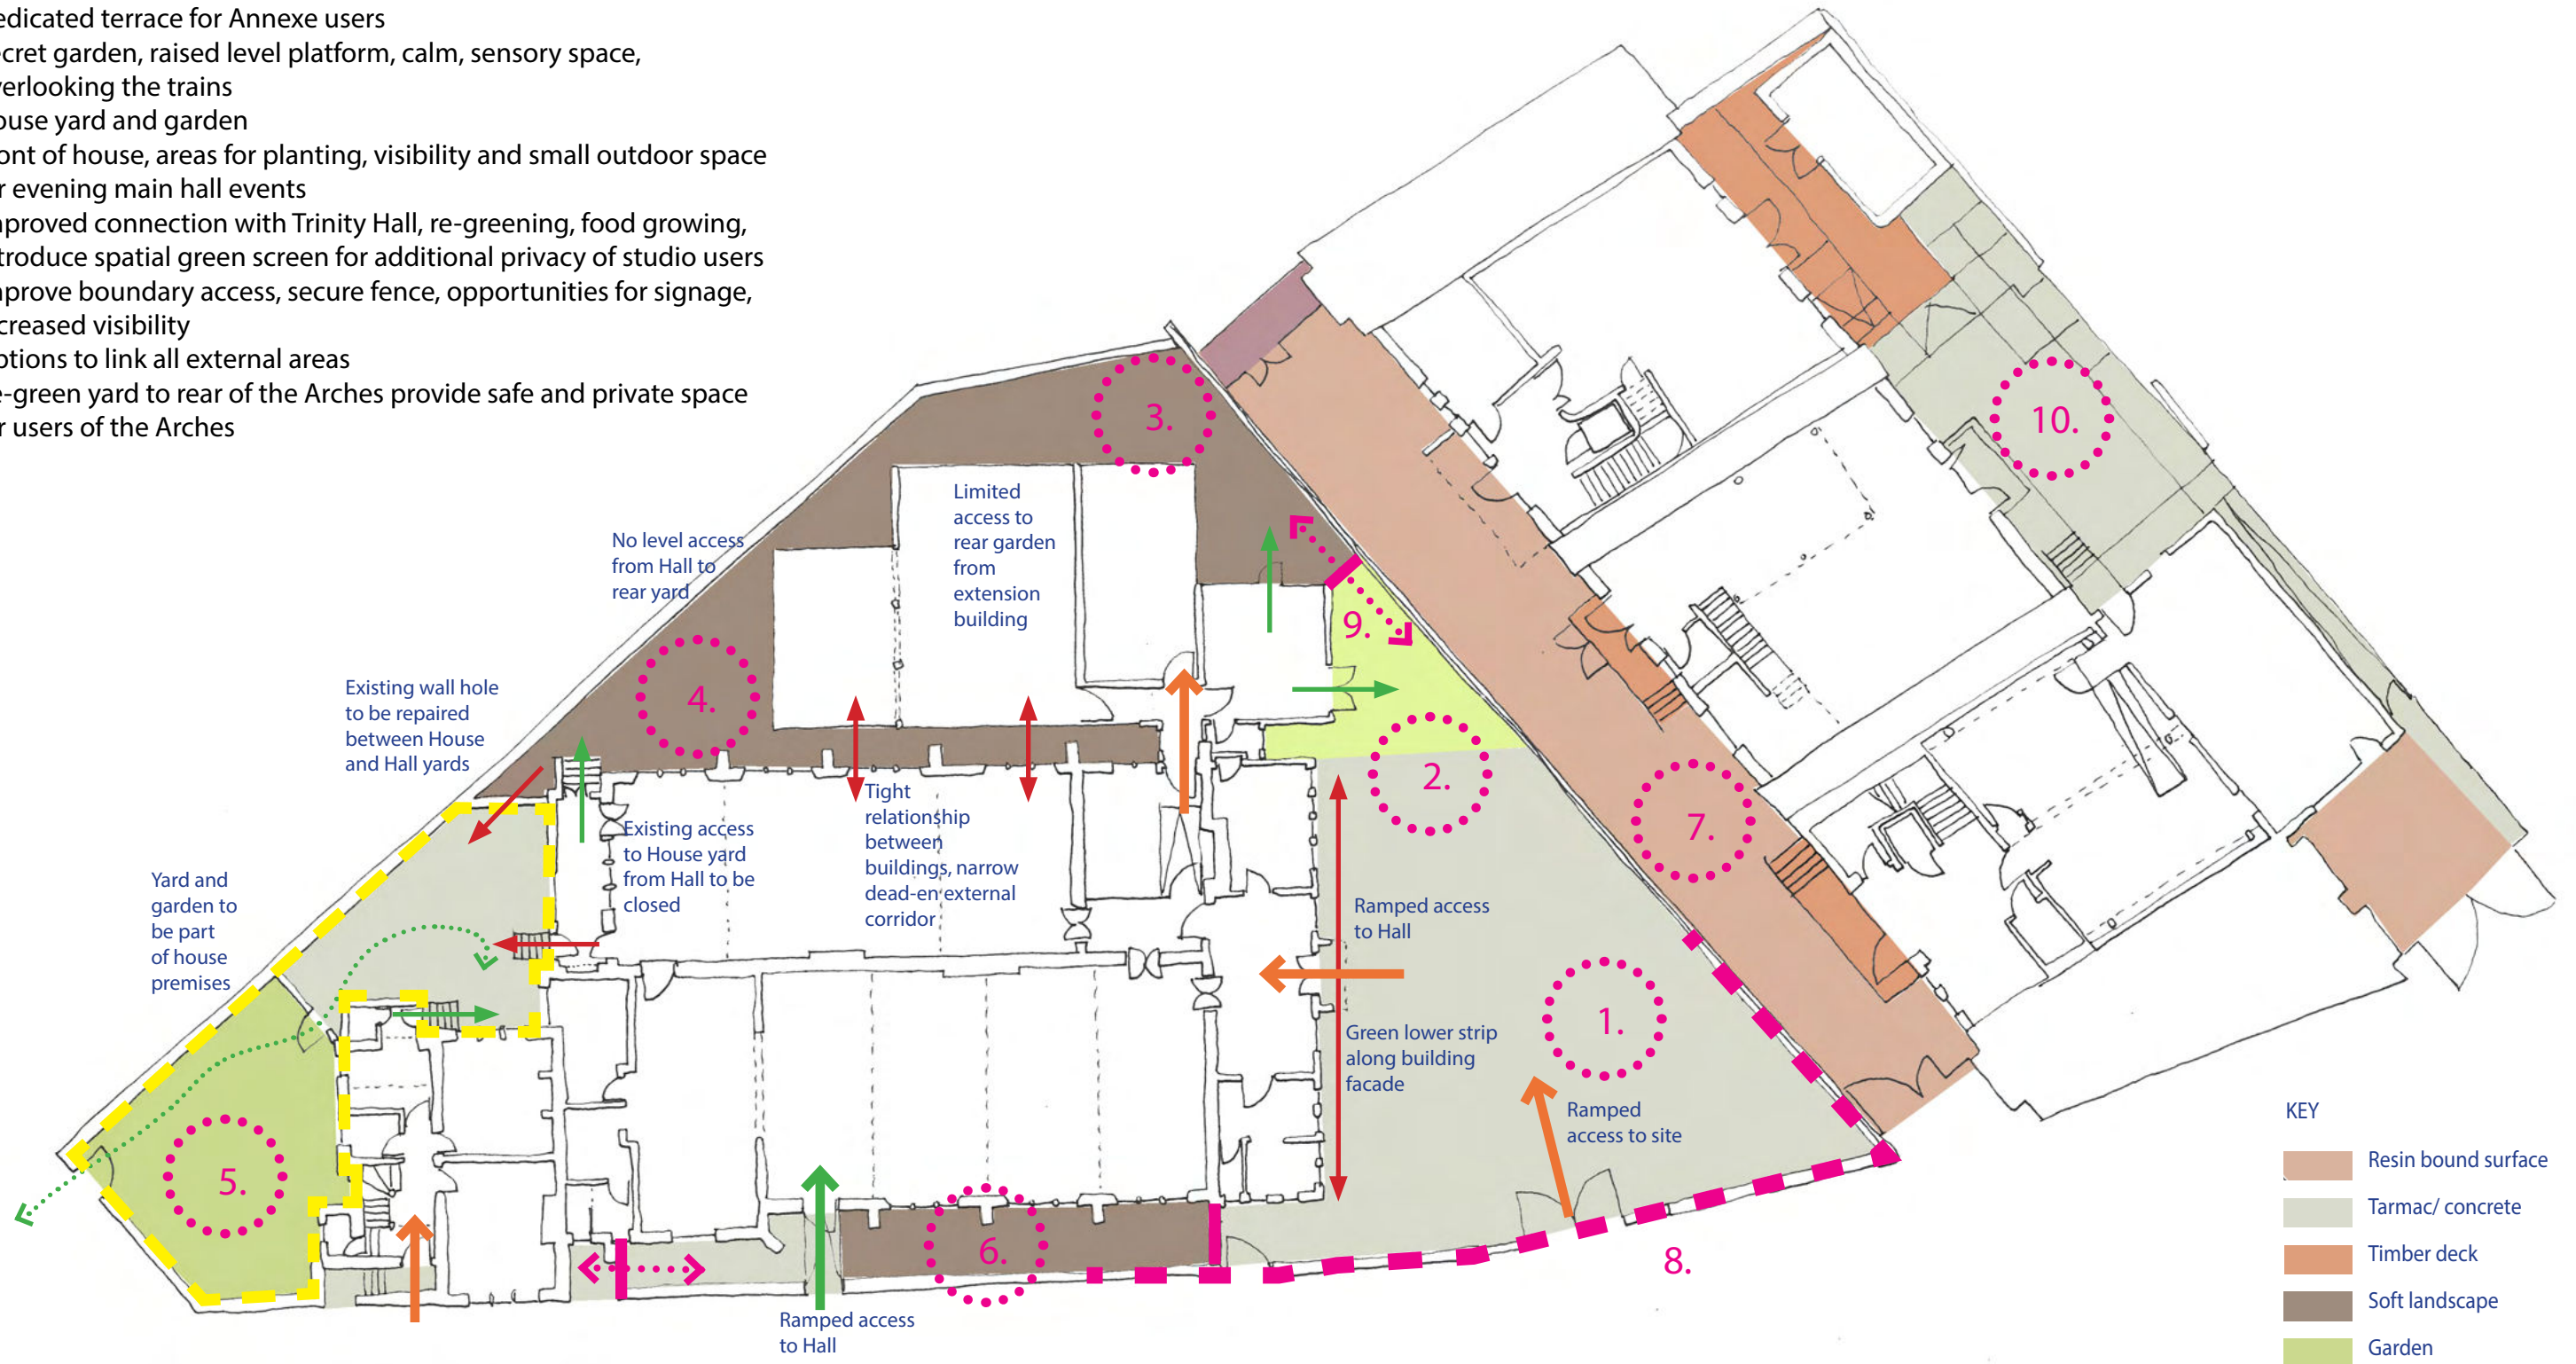 edicated terrace for Annexe users
ecret garden, raised level platform, calm, sensory space,
verlooking the trains
ouse yard and garden
ont of house, areas for planting, visibility and small outdoor space
r evening main hall events
nproved connection with Trinity Hall, re-greening, food growing,
troduce spatial green screen for additional privacy of studio users
nprove boundary access, secure fence, opportunities for signage,
creased visibility
ptions to link all external areas
e-green yard to rear of the Arches provide safe and private space
r users of the Arches
3.
10.
Limited
access to
rear garden
from
extension
building
No level access
from Hall to
rear yard
9.
4.
Existing wall hole
to be repaired
between House
and Hall yards
2.
7.
Tight
relationship
between
buildings, narrow
dead-en external
corridor
Existing access
to House yard
from Hall to be
closed
Yard and
garden to
be part
of house
premises
Ramped access
to Hall
1.
Green lower strip
along building
facade
Ramped
access to site
5.
6.
8.
Ramped access
to Hall
KEY
Resin bound surface
Tarmac/ concrete
Timber deck
Soft landscape
Garden